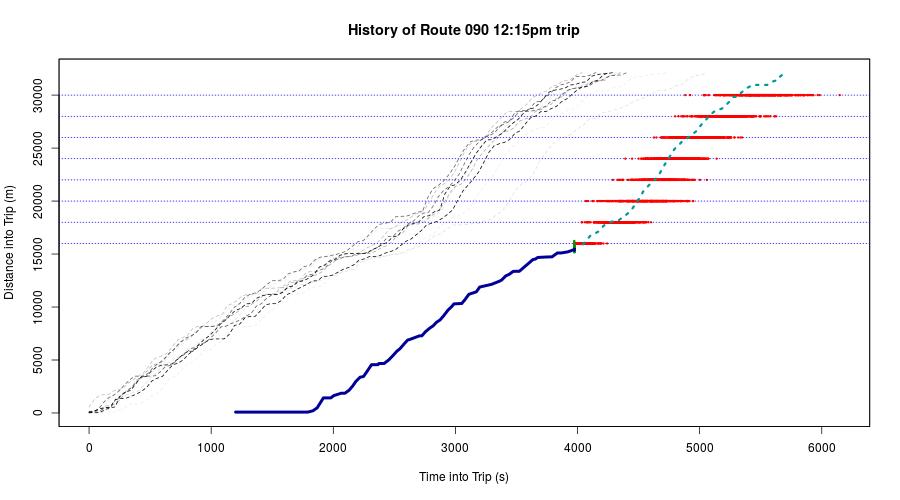 History of Route 090 12:15pm trip
Distance into Trip (m)
30000
25000
20000
15000
10000
5000
0
0 1000 2000 3000 4000 5000 6000
Time into Trip (s)